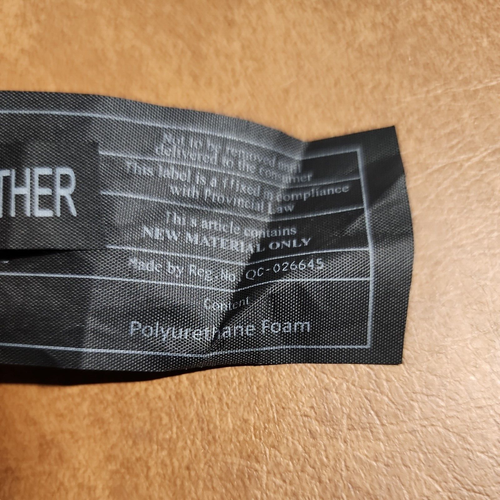 THER
Not to be removed until
delivered to the consumer
This label is affixed in compliance
with Provincial Law
This article contains
NEW MATERIAL ONLY
Made by Reg. No. QC-026645
Content
Polyurethane Foam